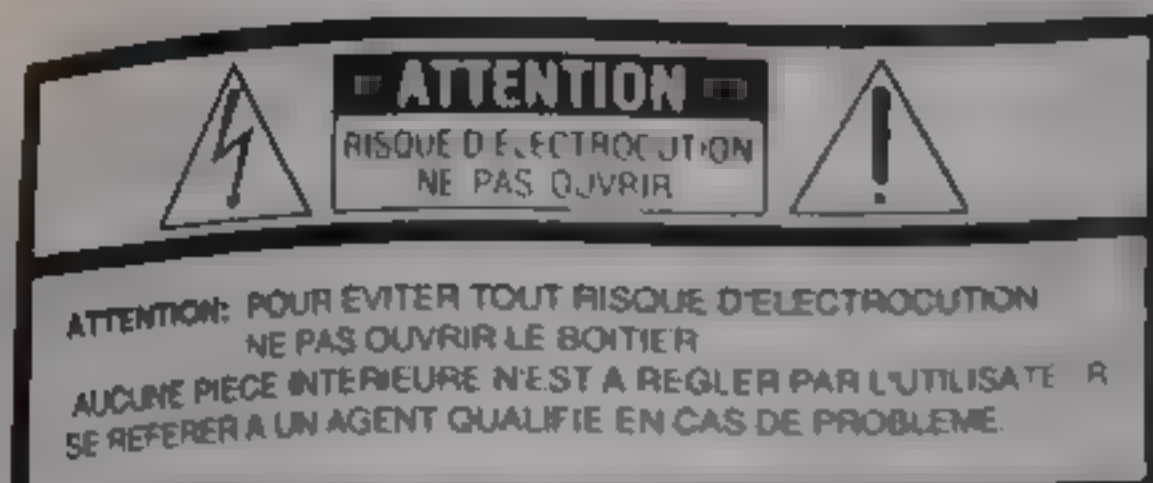 ATTENTION
RISQUE D'ELECTROCUTION
NE PAS OUVRIR
ATTENTION: POUR EVITER TOUT RISQUE D'ELECTROCUTION
NE PAS OUVRIR LE BOITIER
AUCUNE PIECE INTERIEURE N'EST A REGLER PAR L'UTILISATEUR
SE REFERER A UN AGENT QUALIFIE EN CAS DE PROBLEME.